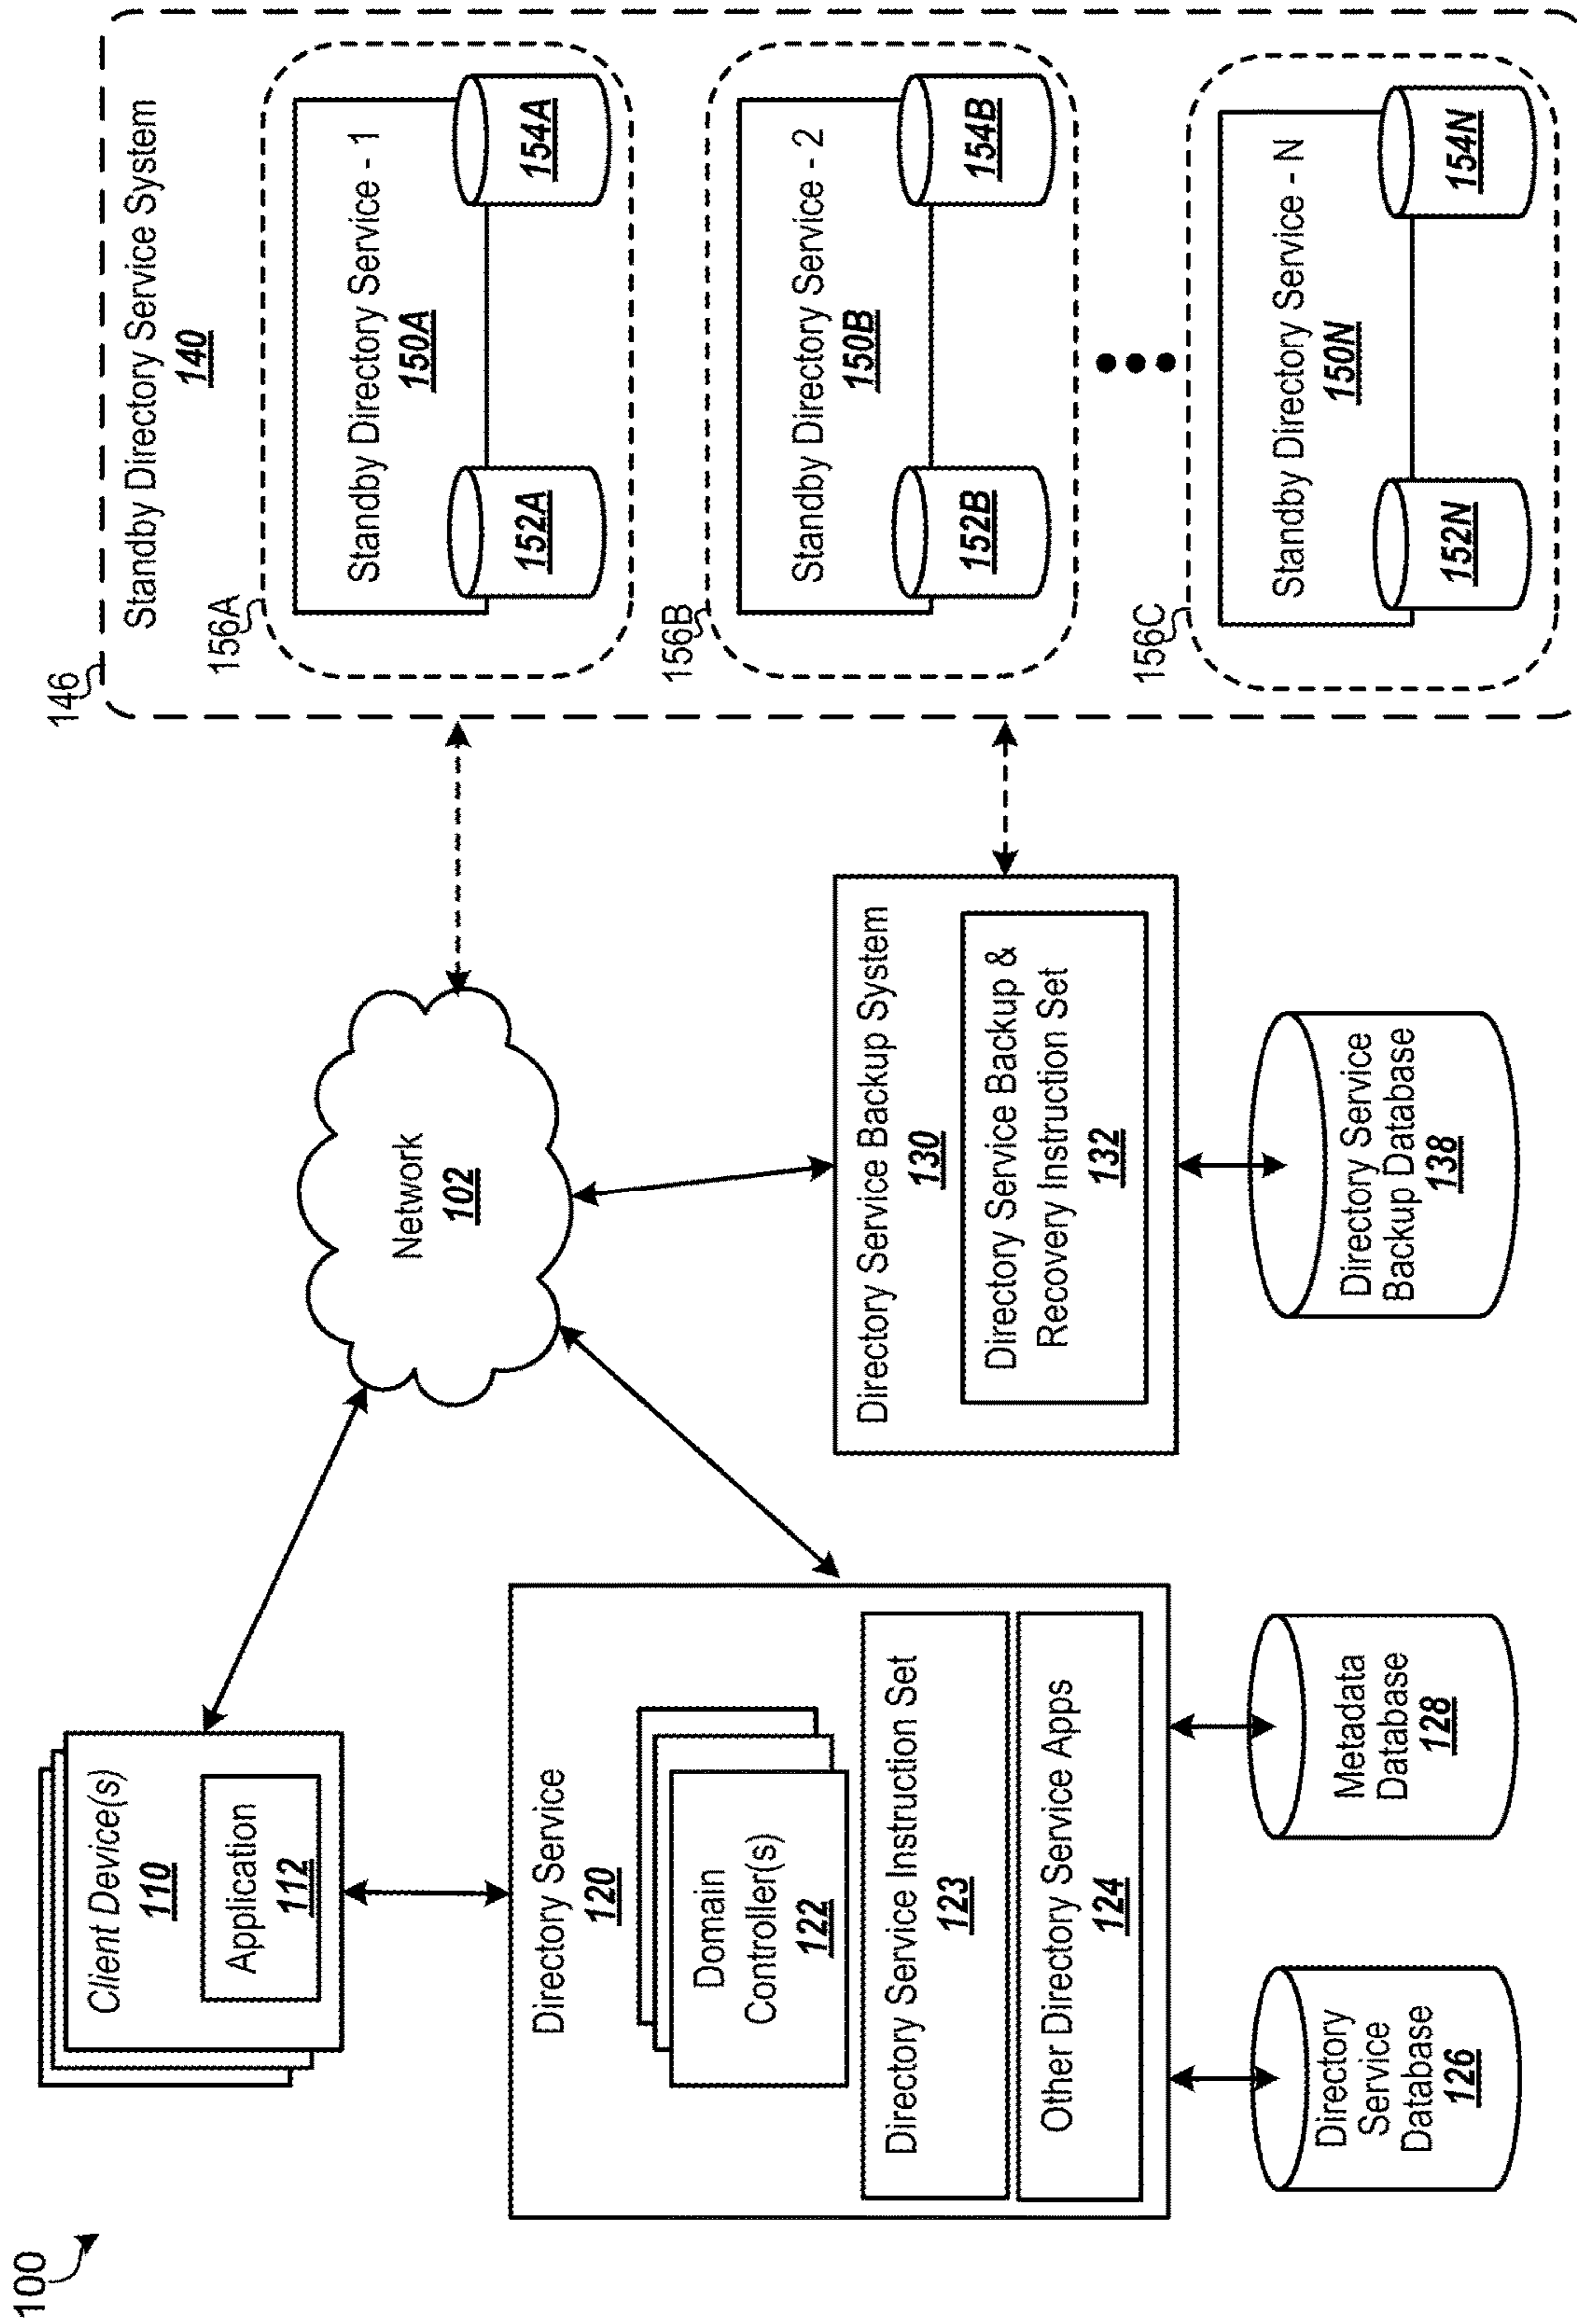 100
Client Device(s)
110
Application
112
Network
102
Directory Service
120
Domain
Controller(s)
122
Directory Service Instruction Set
123
Other Directory Service Apps
124
Directory
Service
Database
126
Metadata
Database
128
Directory Service Backup System
130
Directory Service Backup &
Recovery Instruction Set
132
Directory Service
Backup Database
138
146
Standby Directory Service System
140
156A
Standby Directory Service - 1
150A
152A
154A
156B
Standby Directory Service - 2
150B
152B
154B
156C
Standby Directory Service - N
150N
152N
154N